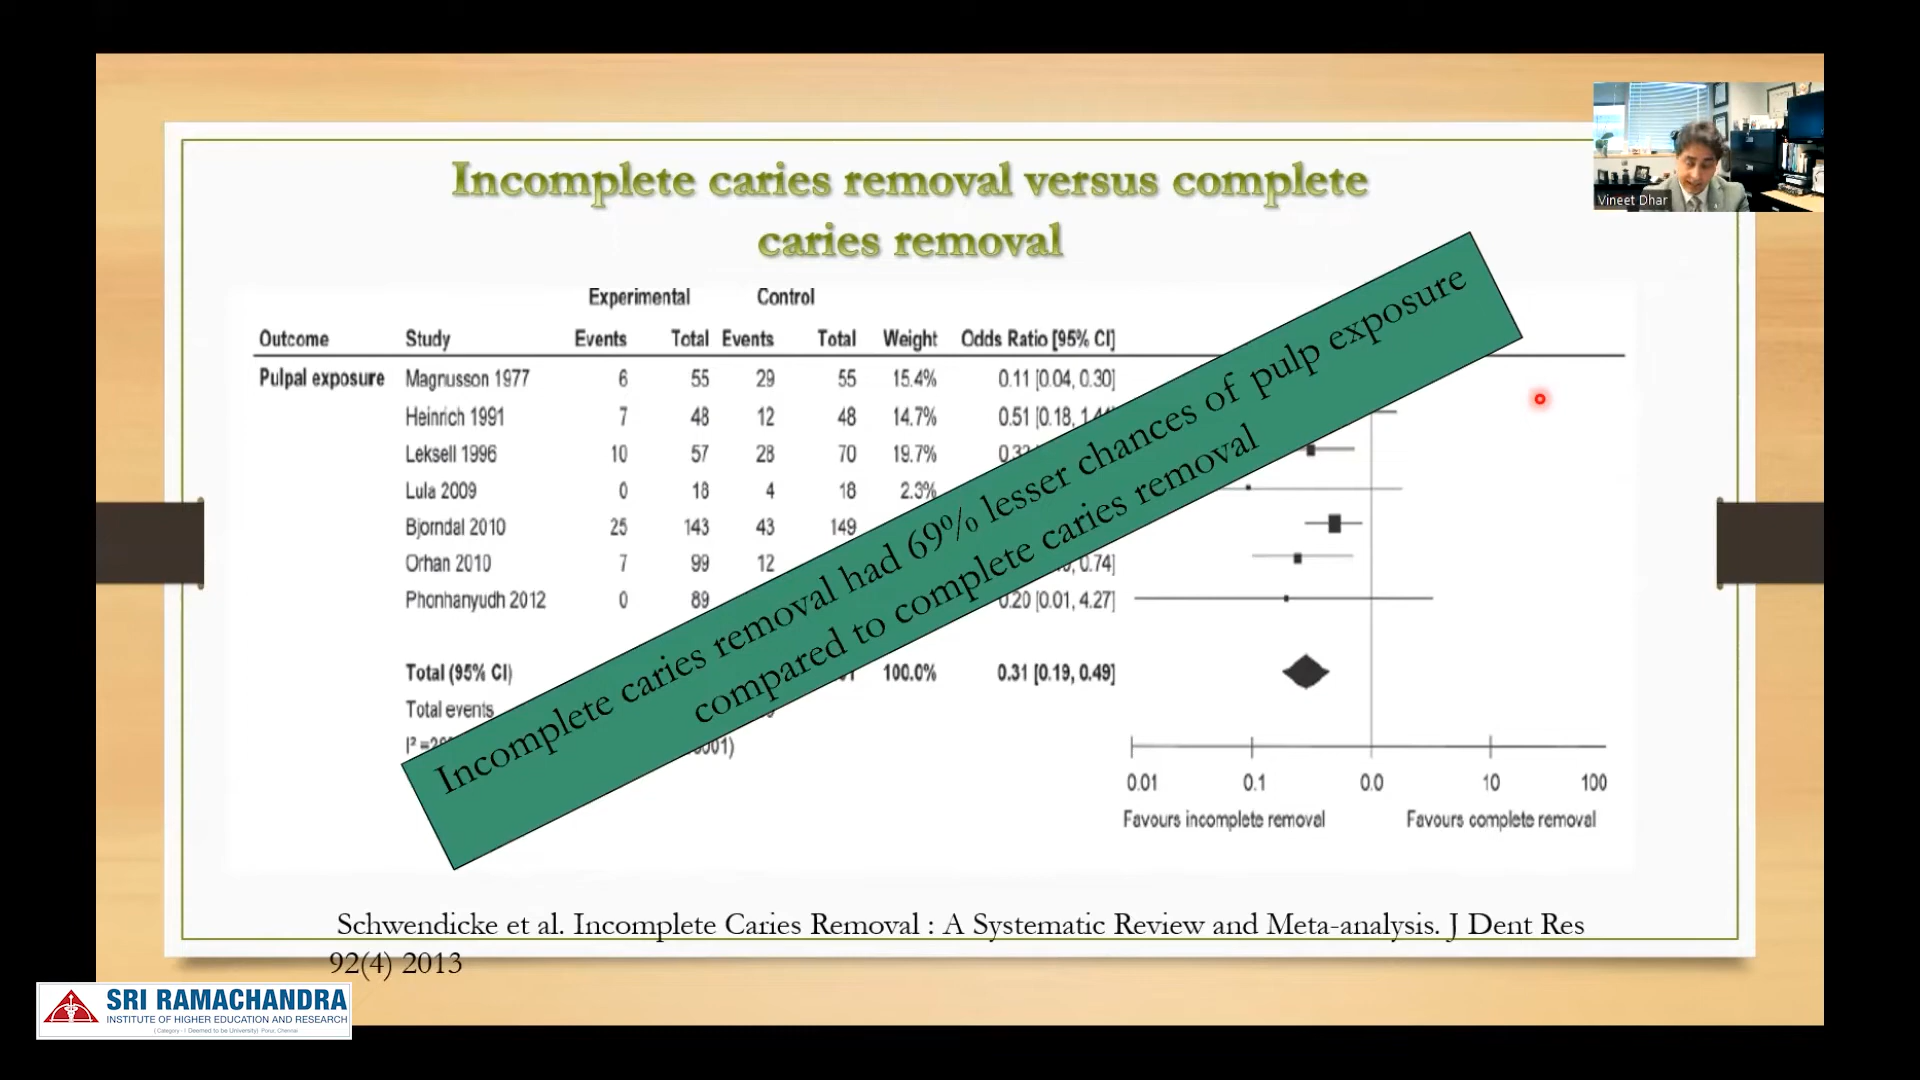 Vineet Dhar
Incomplete caries removal versus complete
caries removal
Experimental Control
Outcome Study Events Total Events Total Weight Odds Ratio [95% CI]
Pulpal exposure Magnusson 1977 6 55 29 55 15.4% 0.11 [0.04, 0.30]
Heinrich 1991 7 48 12 48 14.7% 0.51 [0.18,
Leksell 1996 10 57 28 70 19.7%
Lula 2009 0 18 4 18 2.3%
Bjorndal 2010 25 143 43 149
Orhan 2010 7 99 12 0.74]
Phonhanyudh 2012 0 89 0.20 [0.01, 4.27]
Total (95% CI) 100.0% 0.31 [0.19, 0.49]
Total events
Incomplete caries removal had 69% lesser chances of pulp exposure
compared to complete caries removal
0.01 0.1 0.0 10 100
Favours incomplete removal Favours complete removal
Schwendicke et al. Incomplete Caries Removal : A Systematic Review and Meta-analysis. J Dent Res
92(4) 2013
SRI RAMACHANDRA
INSTITUTE OF HIGHER EDUCATION AND RESEARCH
(Category - I Deemed to be University) Porur, Chennai